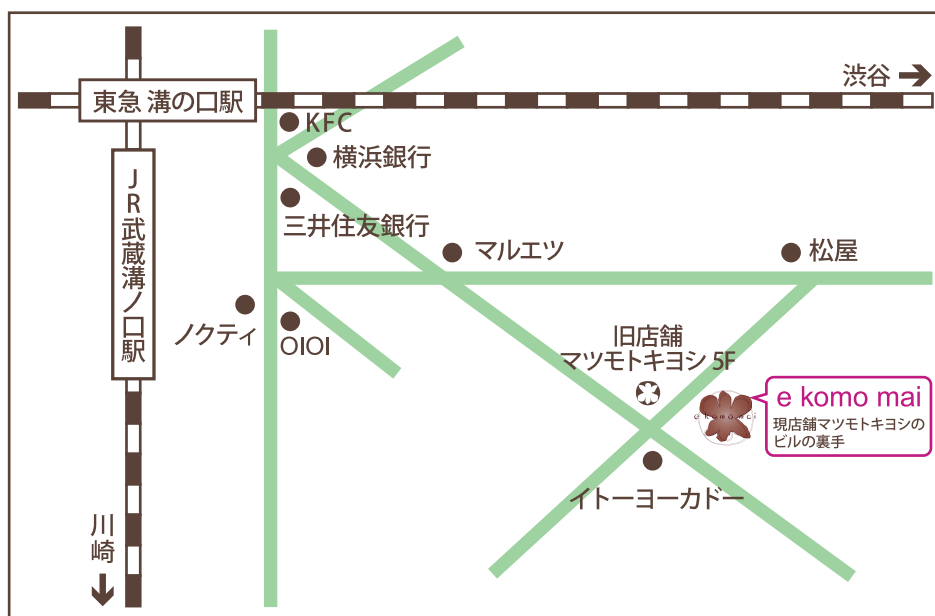 渋谷
東急 溝の口駅
KFC
横浜銀行
JR武蔵溝ノ口駅
三井住友銀行
マルエツ
松屋
ノクティ
OIOI
旧店舗
マツモトキヨシ 5F
e komo mai
e komo mai
現店舗マツモトキヨシの
ビルの裏手
イトーヨーカドー
川崎